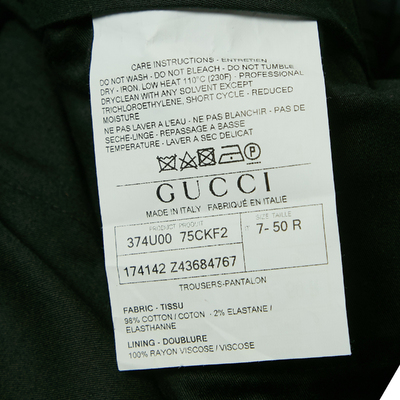 CARE INSTRUCTIONS - ENTRETIEN
DO NOT WASH - DO NOT BLEACH - DO NOT TUMBLE
DRY - IRON, LOW HEAT 110° (230F) - PROFESSIONAL
DRYCLEAN WITH ANY SOLVENT EXCEPT
TRICHLOROETHYLENE, SHORT CYCLE - REDUCED
MOISTURE
NE PAS LAVER A L'EAU - NE PAS BLANCHIR - PAS DE
SECHE-LINGE - REPASSAGE A BASSE
TEMPERATURE - LAVER A SEC DELICAT
P
GUCCI
MADE IN ITALY FABRIQUÉ EN ITALIE
PRODUCT PRODUIT
SIZE TAILLE
374U00 75CKF2
7- 50 R
174142 Z43684767
TROUSERS-PANTALON
FABRIC - TISSU
98% COTTON / COTON - 2% ELASTANE /
ELASTHANNE
LINING - DOUBLURE
100% RAYON VISCOSE / VISCOSE